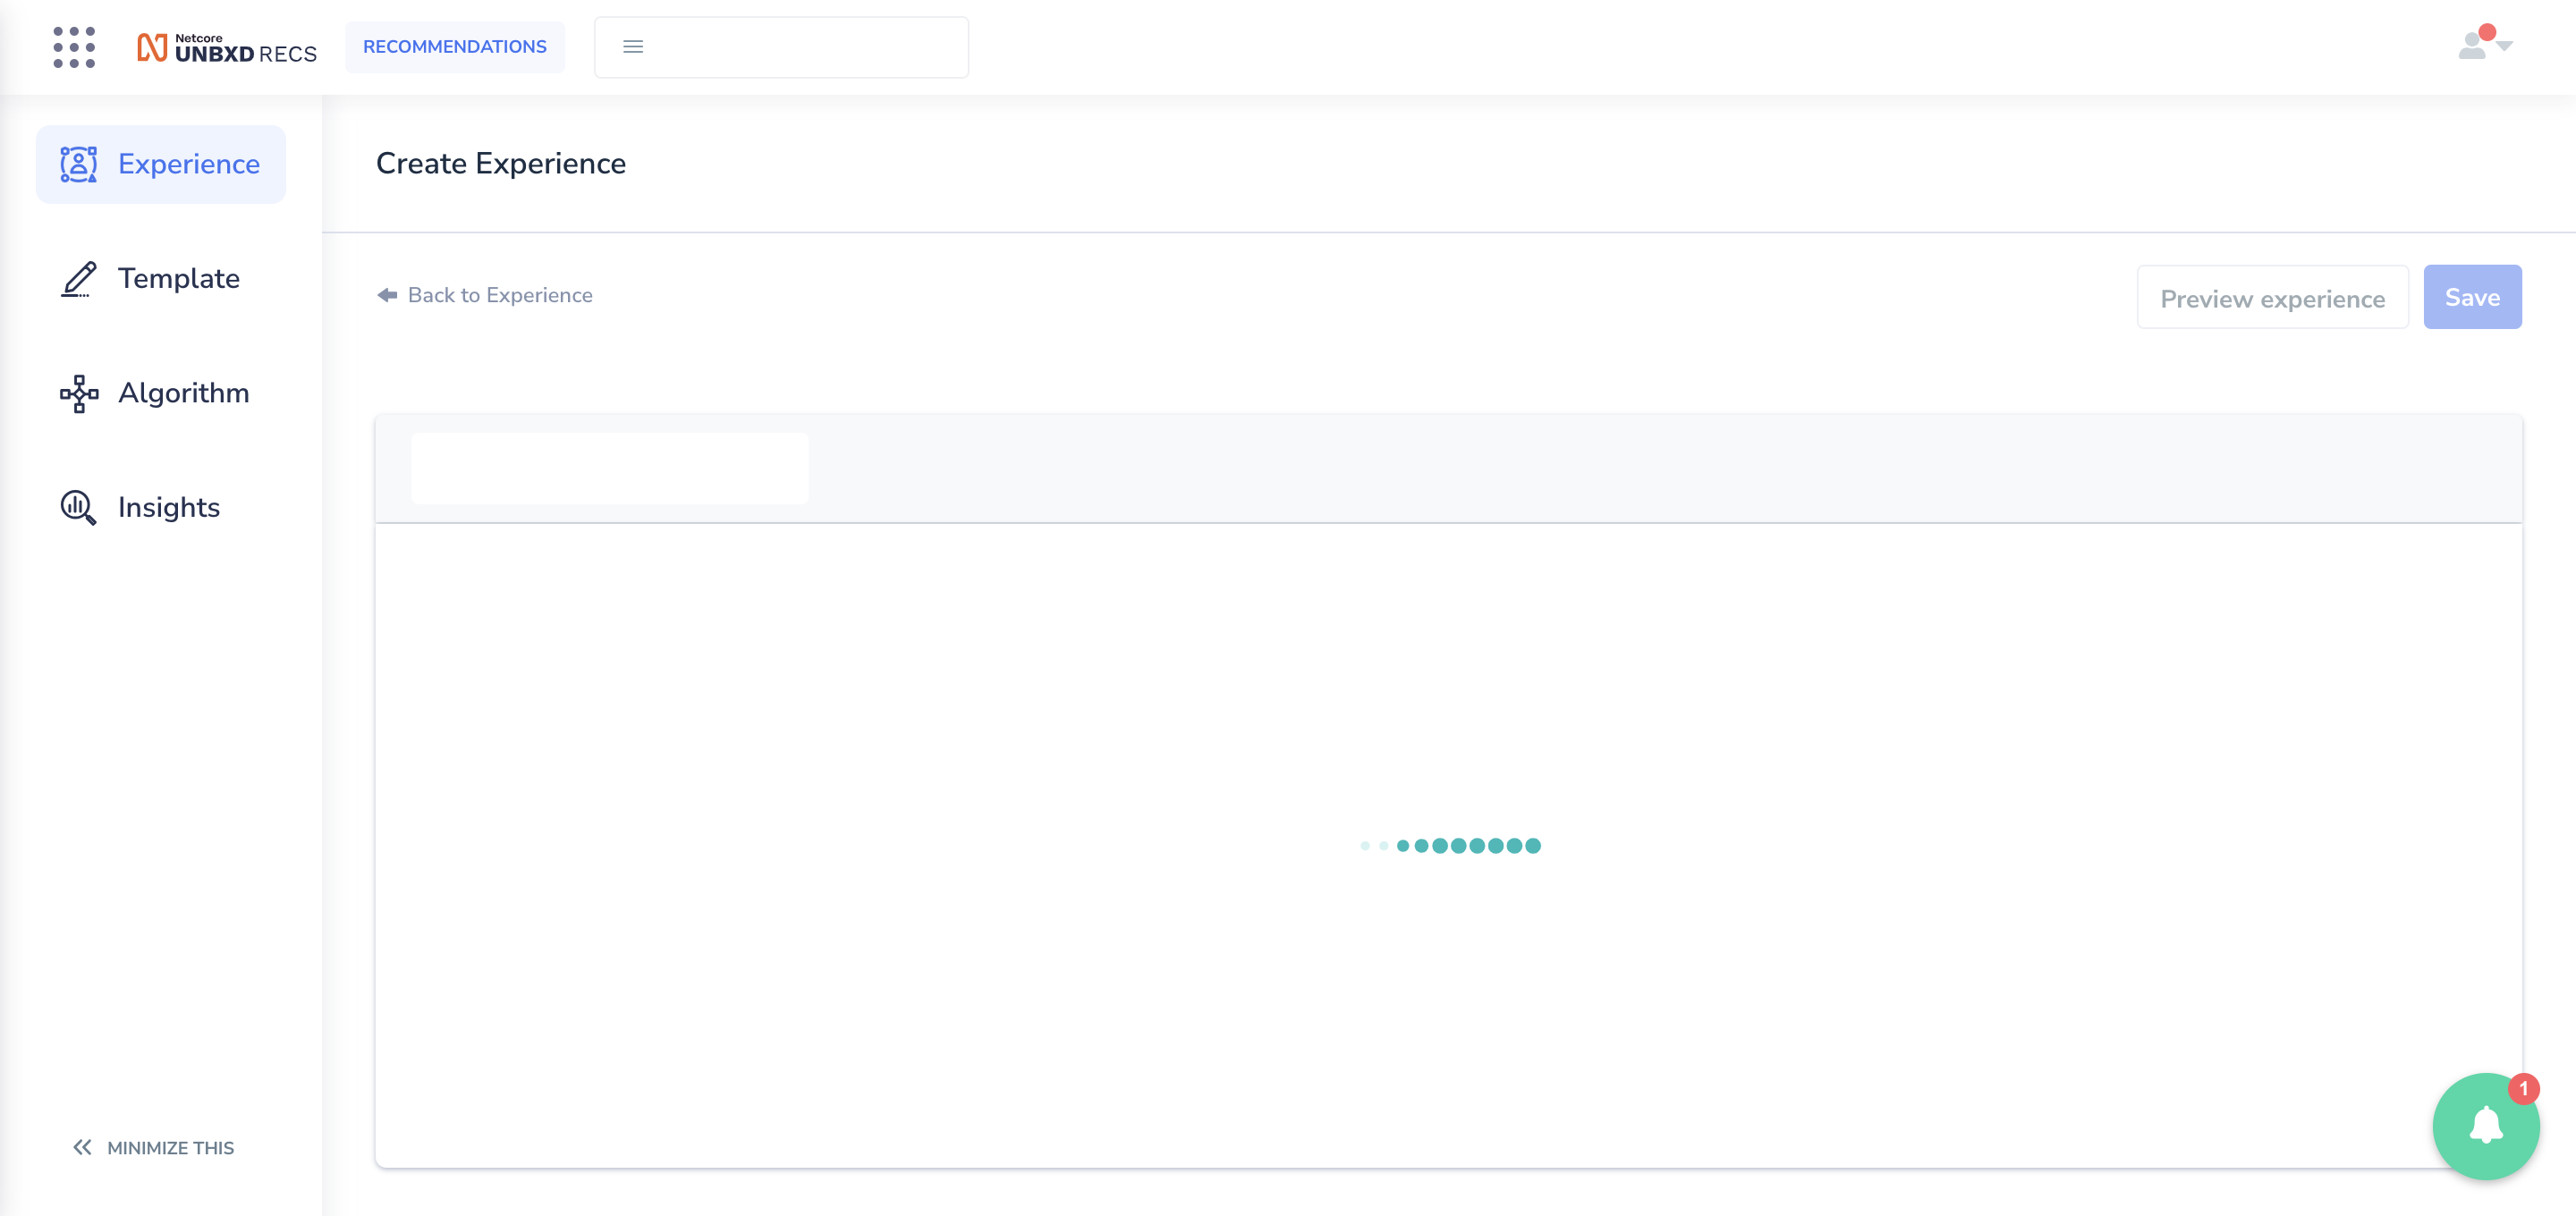 Netcore
UNBXD RECS
RECOMMENDATIONS
Experience
Template
Algorithm
Insights
MINIMIZE THIS
Create Experience
Back to Experience
Preview experience
Save
1